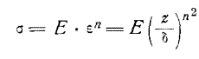 σ = E · εⁿ = E (z/δ)ⁿ²